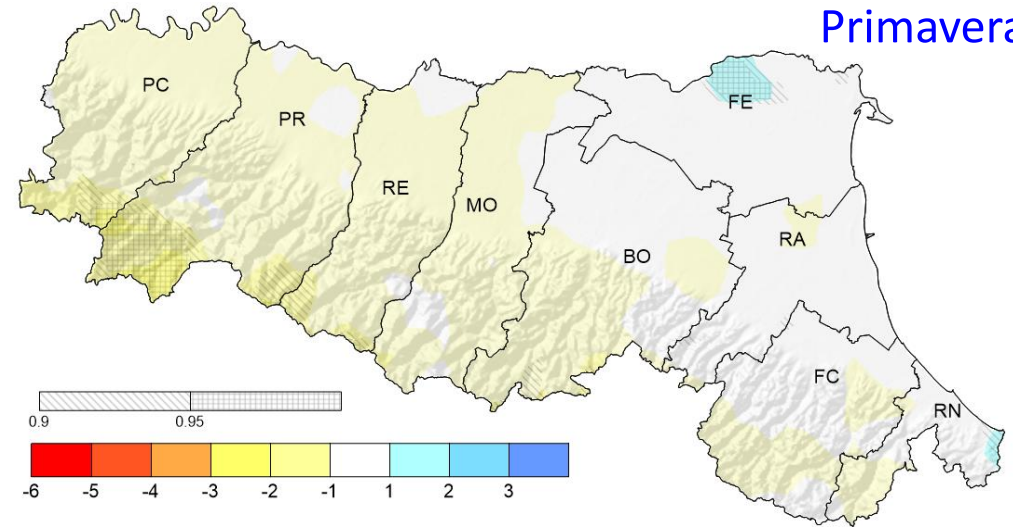 Primavera
PC
FE
PR
RE
MO
RA
BO
FC
RN
0.9 0.95
-6 -5 -4 -3 -2 -1 1 2 3